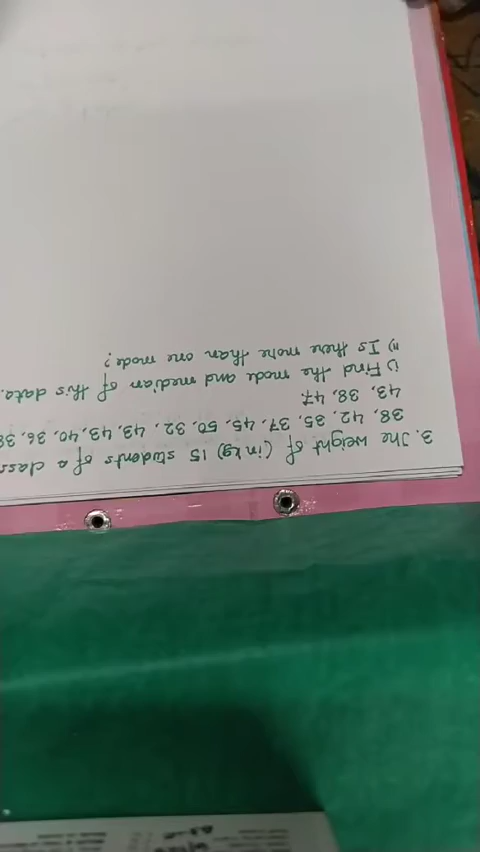 3. The weight of (in kg) 15 students of a class
38, 42, 35, 37, 45, 50, 32, 43, 43, 40, 36, 38
43, 38, 47
i) Find the mode and median of this data.
ii) Is there more than one mode?